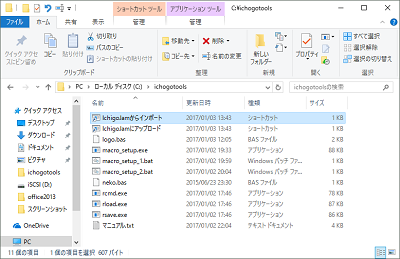 ショートカット ツール アプリケーション ツール C:¥ichogotools
ファイル ホーム 共有 表示 管理 管理
クイック アクセスにピン留めする コピー 貼り付け 切り取り パスのコピー ショートカットの貼り付け
移動先 コピー先 削除 名前の変更
新しいフォルダー プロパティ
すべて選択 選択解除 選択の切り替え
クリップボード 整理 新規 開く 選択
PC ローカル ディスク (C:) ichogotools ichogotoolsの検索
名前 更新日時 種類 サイズ
クイック アクセス
デスクトップ
ダウンロード
ドキュメント
ピクチャ
ichogotools
iSCSI (D:)
office2013
スクリーンショット
OneDrive
PC
IchigoJamからインポート 2017/01/03 13:43 ショートカット 1 KB
IchigoJamにアップロード 2017/01/03 13:43 ショートカット 1 KB
logo.bas 2017/01/02 17:45 BAS ファイル 2 KB
macro_setup.exe 2017/01/02 19:33 アプリケーション 68 KB
macro_setup_1.bat 2017/01/02 19:59 Windows バッチ ファ... 1 KB
macro_setup_2.bat 2017/01/02 20:04 Windows バッチ ファ... 1 KB
neko.bas 2015/06/23 23:30 BAS ファイル 1 KB
rcmd.exe 2017/01/02 17:46 アプリケーション 78 KB
rload.exe 2017/01/02 17:46 アプリケーション 87 KB
rsave.exe 2017/01/02 17:46 アプリケーション 86 KB
マニュアル.txt 2017/01/02 22:04 テキスト ドキュメント 4 KB
11 個の項目 1 個の項目を選択 607 バイト